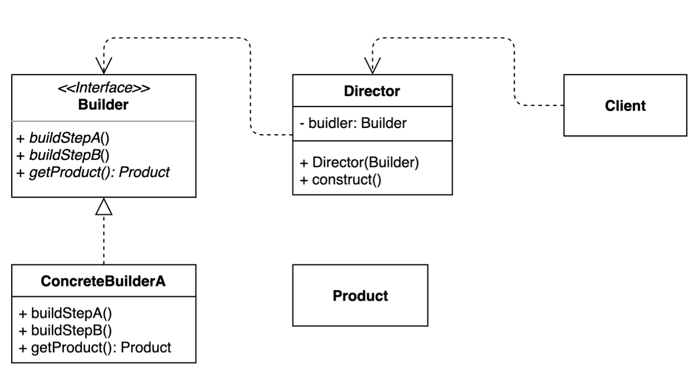 <<Interface>>
Builder
+ buildStepA()
+ buildStepB()
+ getProduct(): Product
Director
- buidler: Builder
+ Director(Builder)
+ construct()
Client
ConcreteBuilderA
+ buildStepA()
+ buildStepB()
+ getProduct(): Product
Product